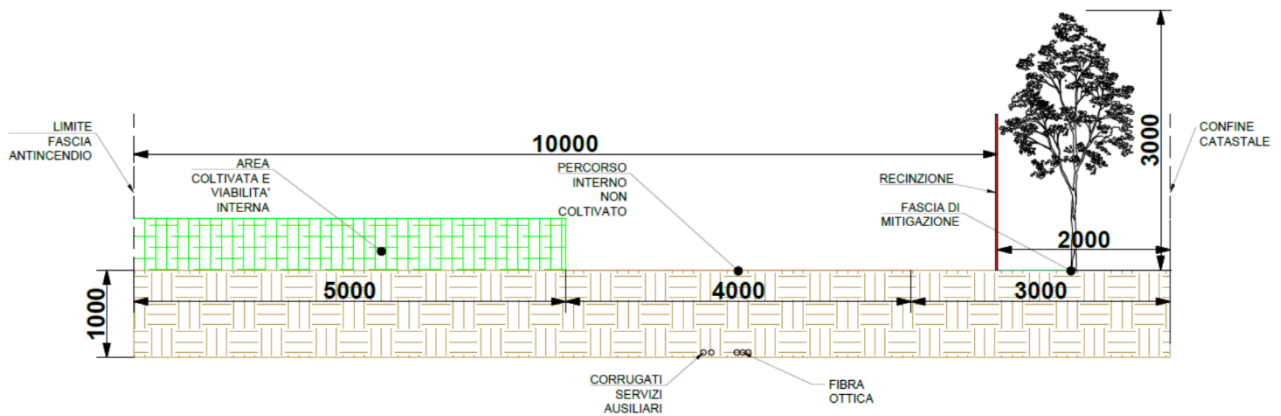 LIMITE
FASCIA
ANTINCENDIO
10000
AREA
COLTIVATA E
VIABILITA'
INTERNA
PERCORSO
INTERNO
NON
COLTIVATO
RECINZIONE
FASCIA DI
MITIGAZIONE
3000
CONFINE
CATASTALE
2000
1000
5000
4000
3000
CORRUGATI
SERVIZI
AUSILIARI
FIBRA
OTTICA